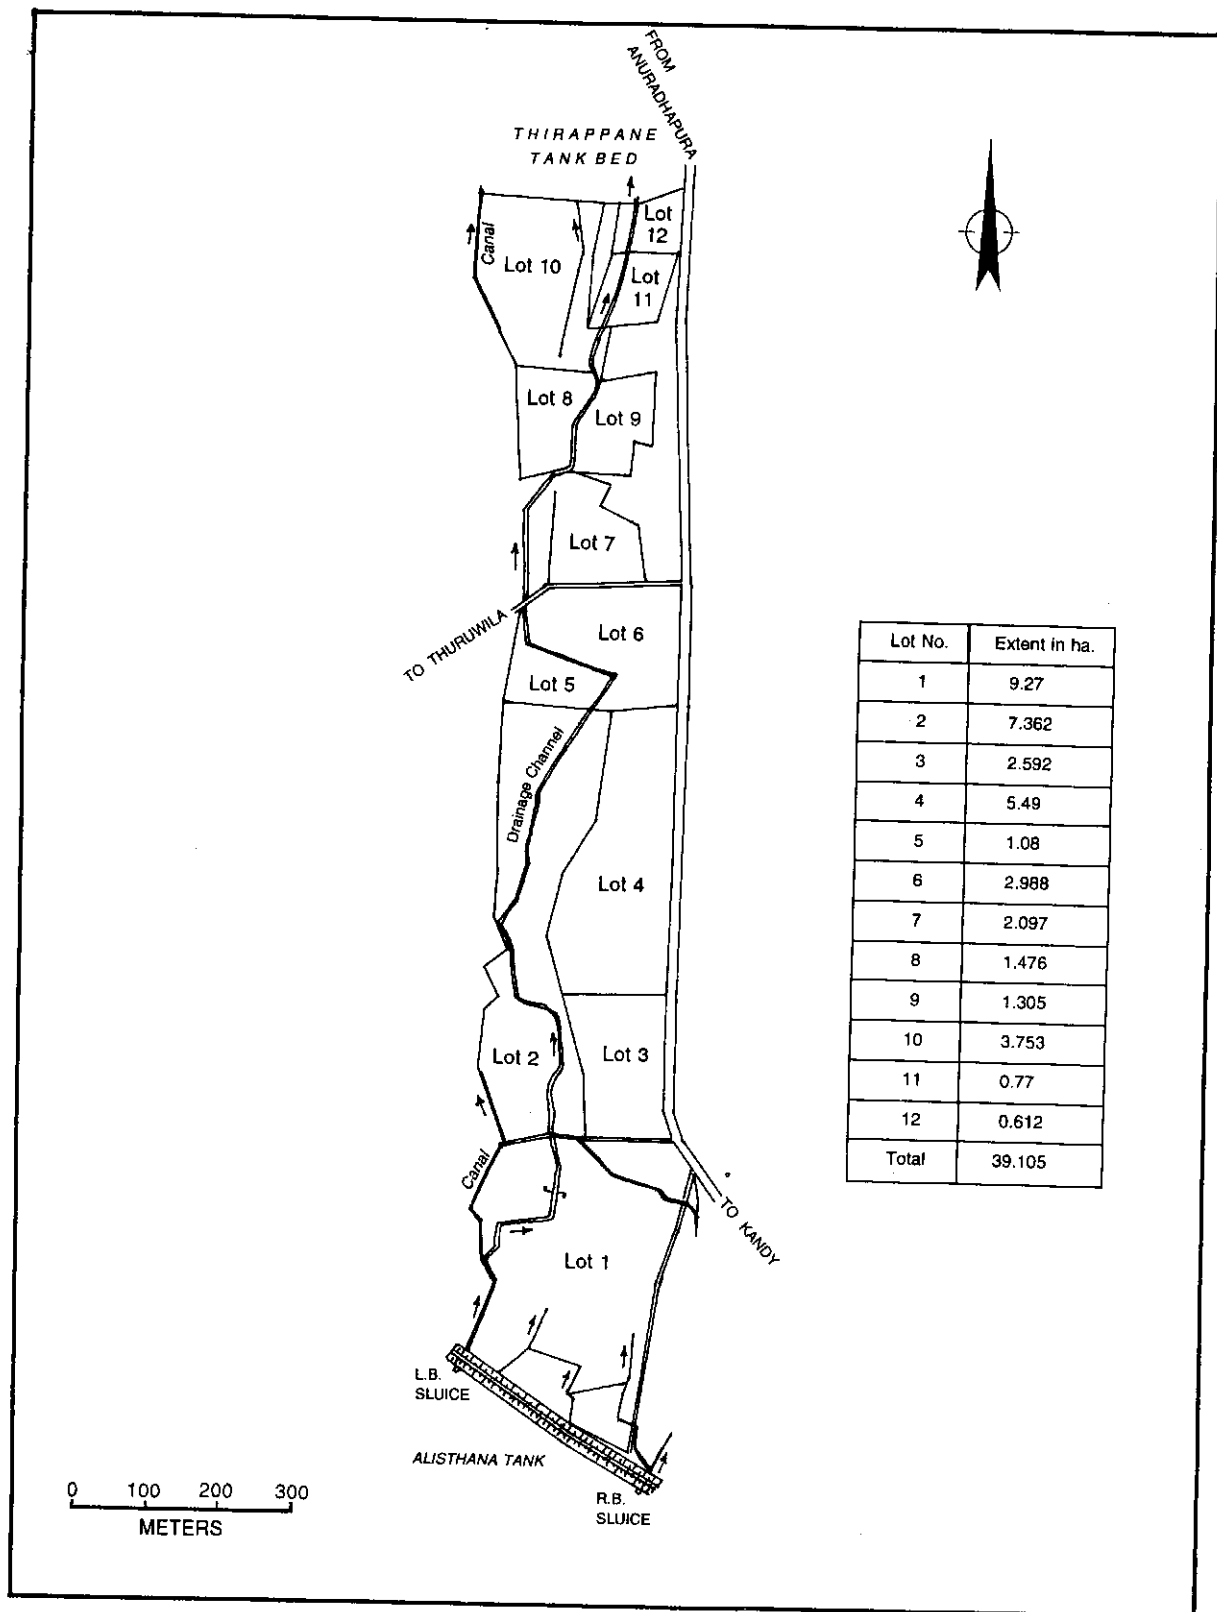 FROM
ANURADHAPURA
THIRAPPANE
TANK BED
Canal
Lot 10
Lot
12
Lot
11
Lot 8
Lot 9
Lot 7
TO THURUWILA
Lot 6
Lot 5
Drainage Channel
Lot 4
Lot 2
Lot 3
Canal
TO KANDY
Lot 1
L.B.
SLUICE
ALISTHANA TANK
R.B.
SLUICE
0 100 200 300
METERS
Lot No. Extent in ha.
1 9.27
2 7.362
3 2.592
4 5.49
5 1.08
6 2.988
7 2.097
8 1.476
9 1.305
10 3.753
11 0.77
12 0.612
Total 39.105